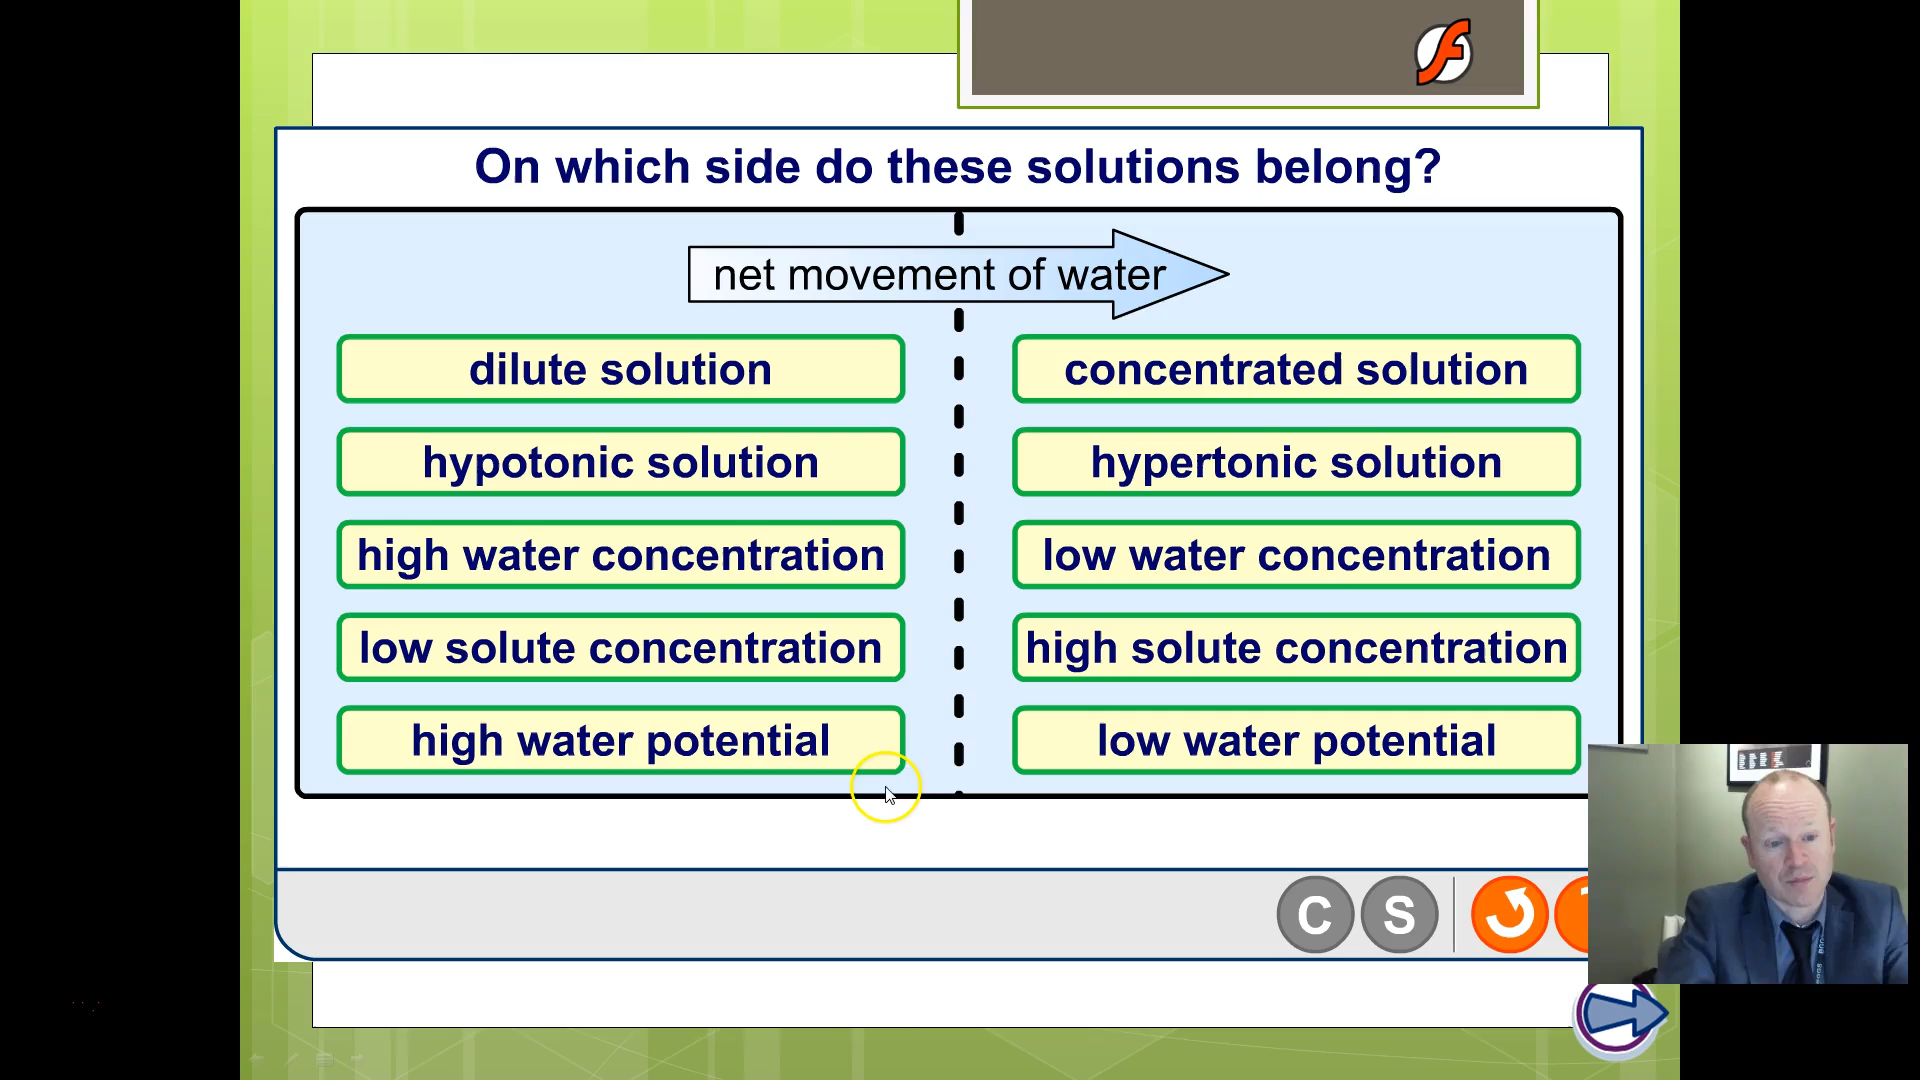 On which side do these solutions belong?
net movement of water
dilute solution
concentrated solution
hypotonic solution
hypertonic solution
high water concentration
low water concentration
low solute concentration
high solute concentration
high water potential
low water potential
C S